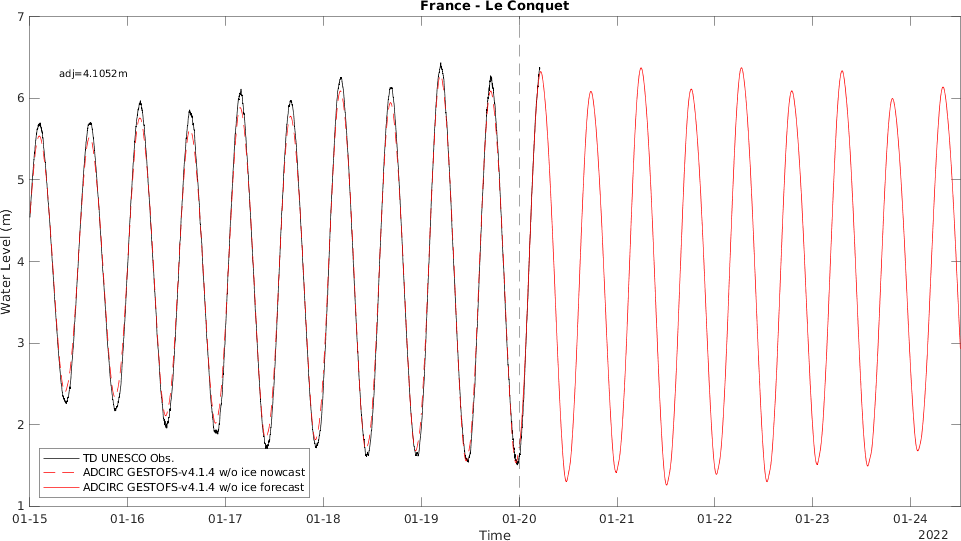 France - Le Conquet
adj=4.1052m
7
6
5
4
3
2
1
Water Level (m)
TD UNESCO Obs.
ADCIRC GESTOFS-v4.1.4 w/o ice nowcast
ADCIRC GESTOFS-v4.1.4 w/o ice forecast
01-15 01-16 01-17 01-18 01-19 01-20 01-21 01-22 01-23 01-24
Time
2022